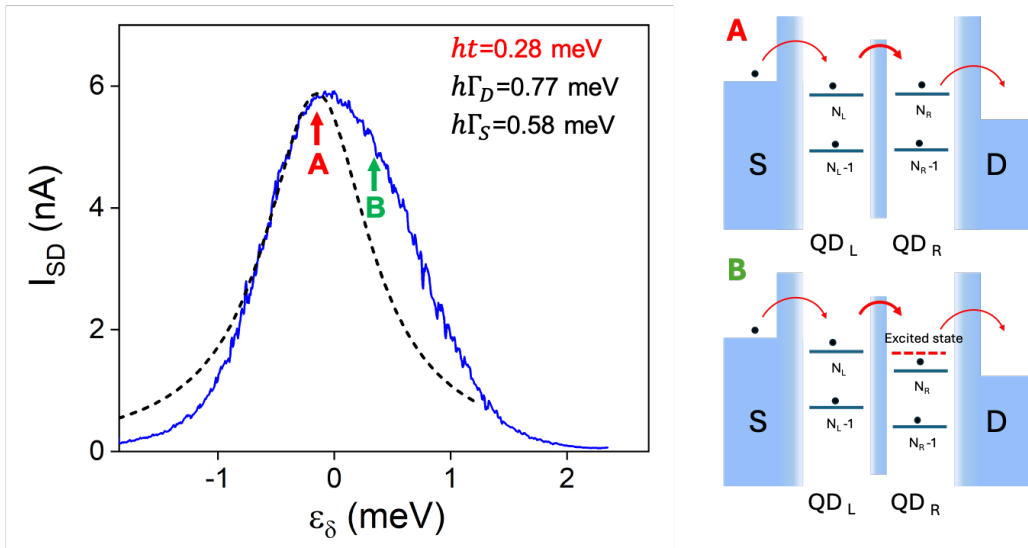 ht=0.28 meV
hΓ_D=0.77 meV
hΓ_S=0.58 meV
A
B
I_SD (nA)
6
4
2
0
-1 0 1 2
ε_δ (meV)
A
S
N_L
N_L-1
N_R
N_R-1
D
QD_L QD_R
B
S
N_L
N_L-1
Excited state
N_R
N_R-1
D
QD_L QD_R